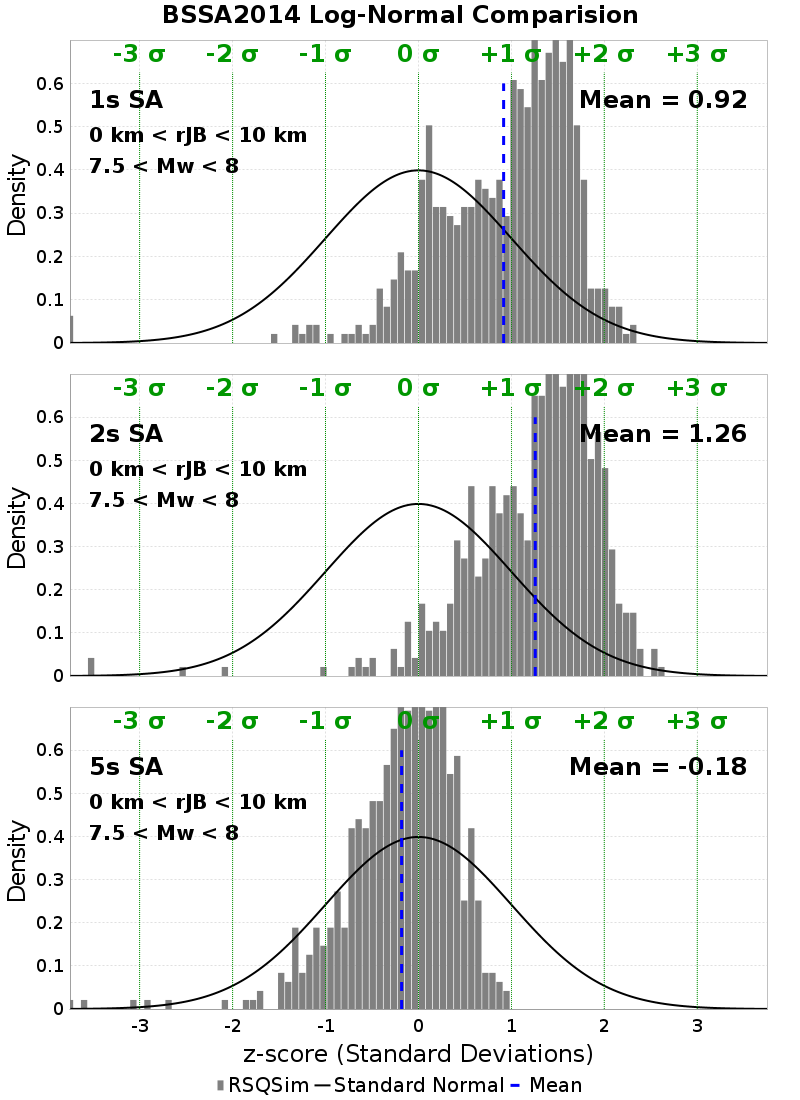 BSSA2014 Log-Normal Comparision
-3 σ -2 σ -1 σ 0 σ +1 σ +2 σ +3 σ
1s SA Mean = 0.92
0 km < rJB < 10 km
7.5 < Mw < 8
Density
0.6
0.5
0.4
0.3
0.2
0.1
0
-3 σ -2 σ -1 σ 0 σ +1 σ +2 σ +3 σ
2s SA Mean = 1.26
0 km < rJB < 10 km
7.5 < Mw < 8
Density
0.6
0.5
0.4
0.3
0.2
0.1
0
-3 σ -2 σ -1 σ 0 σ +1 σ +2 σ +3 σ
5s SA Mean = -0.18
0 km < rJB < 10 km
7.5 < Mw < 8
Density
0.6
0.5
0.4
0.3
0.2
0.1
0
-3 -2 -1 0 1 2 3
z-score (Standard Deviations)
RSQSim Standard Normal Mean